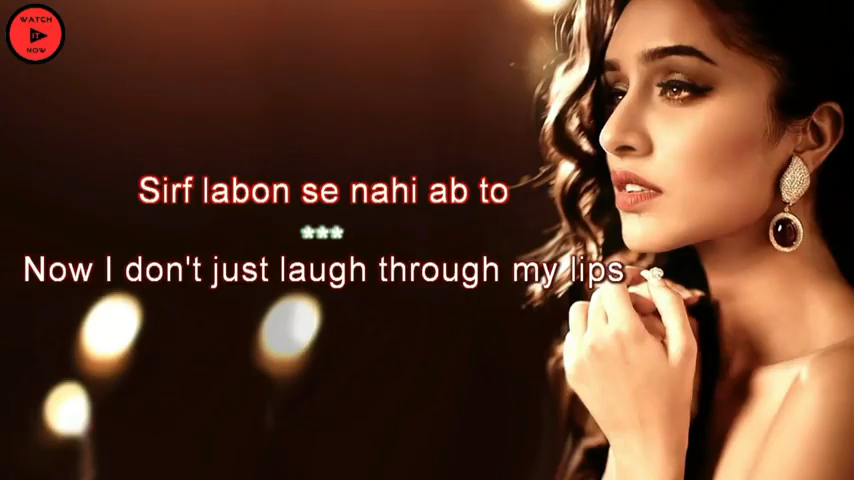 WATCH
IT
NOW
Sirf labon se nahi ab to
***
Now I don't just laugh through my lips